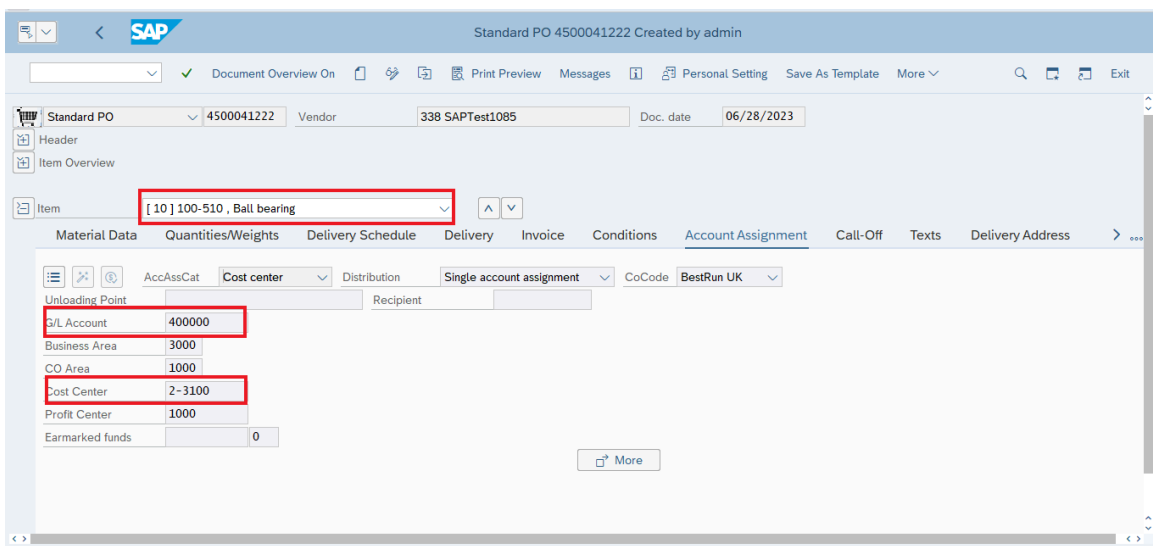 SAP Standard PO 4500041222 Created by admin
Document Overview On Print Preview Messages Personal Setting Save As Template More Exit
Standard PO 4500041222 Vendor 338 SAPTest1085 Doc. date 06/28/2023
Header
Item Overview
Item [ 10 ] 100-510 , Ball bearing
Material Data Quantities/Weights Delivery Schedule Delivery Invoice Conditions Account Assignment Call-Off Texts Delivery Address
AccAssCat Cost center Distribution Single account assignment CoCode BestRun UK
Unloading Point Recipient
G/L Account 400000
Business Area 3000
CO Area 1000
Cost Center 2-3100
Profit Center 1000
Earmarked funds 0
More